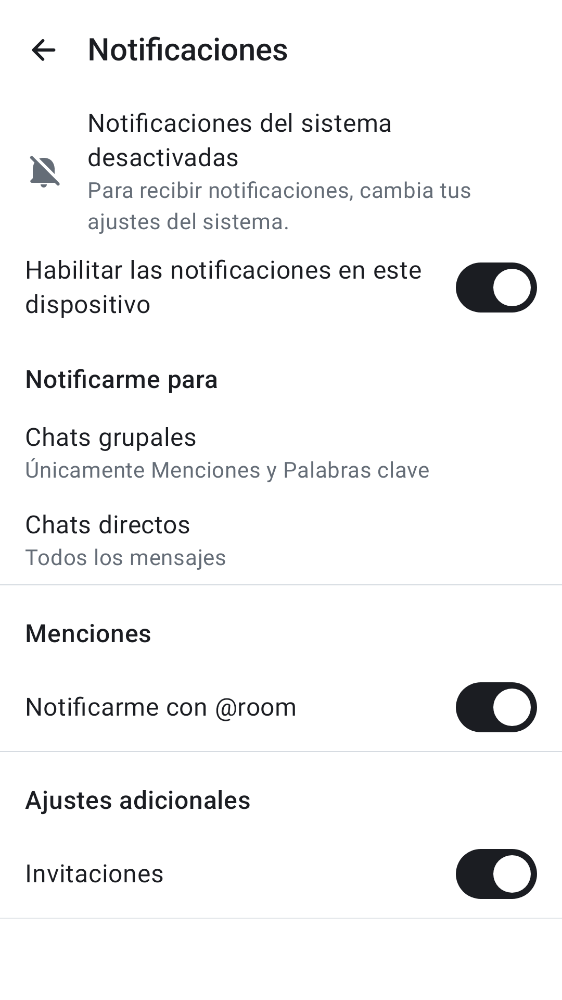 Notificaciones
Notificaciones del sistema
desactivadas
Para recibir notificaciones, cambia tus
ajustes del sistema.
Habilitar las notificaciones en este
dispositivo
Notificarme para
Chats grupales
Únicamente Menciones y Palabras clave
Chats directos
Todos los mensajes
Menciones
Notificarme con @room
Ajustes adicionales
Invitaciones